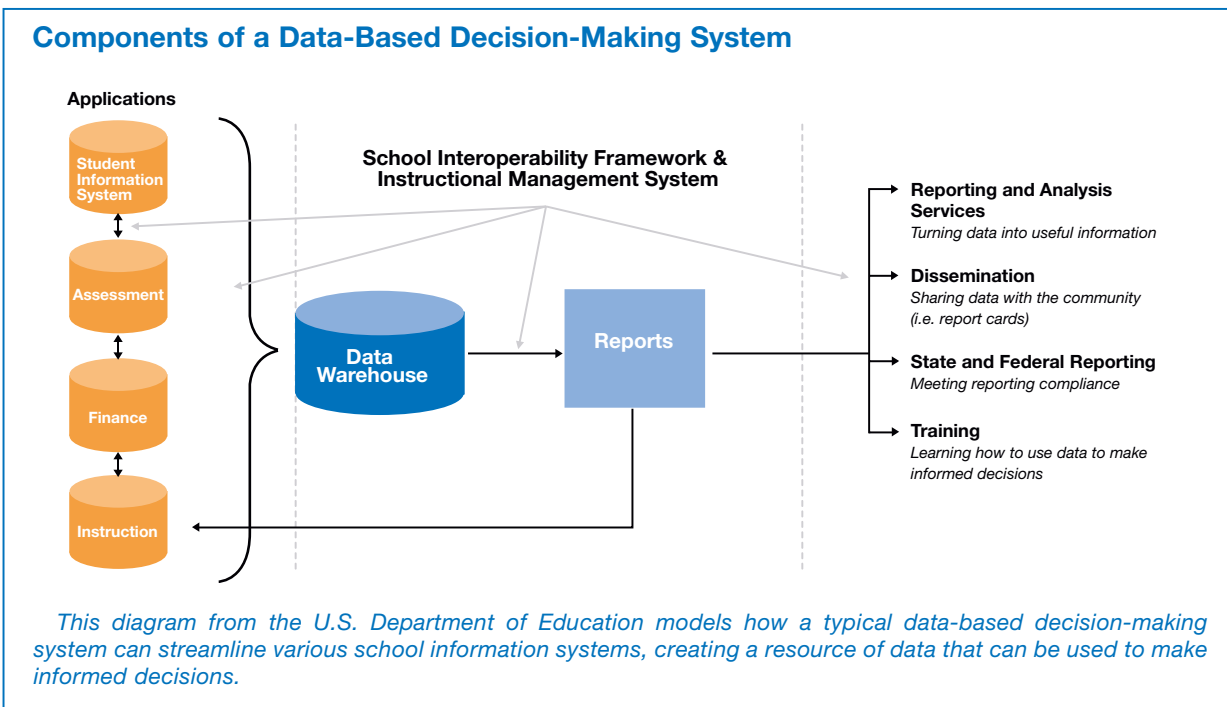 Components of a Data-Based Decision-Making System
Applications
Student
Information
System
Assessment
Finance
Instruction
School Interoperability Framework &
Instructional Management System
Data
Warehouse
Reports
Reporting and Analysis
Services
Turning data into useful information
Dissemination
Sharing data with the community
(i.e. report cards)
State and Federal Reporting
Meeting reporting compliance
Training
Learning how to use data to make
informed decisions
This diagram from the U.S. Department of Education models how a typical data-based decision-making
system can streamline various school information systems, creating a resource of data that can be used to make
informed decisions.